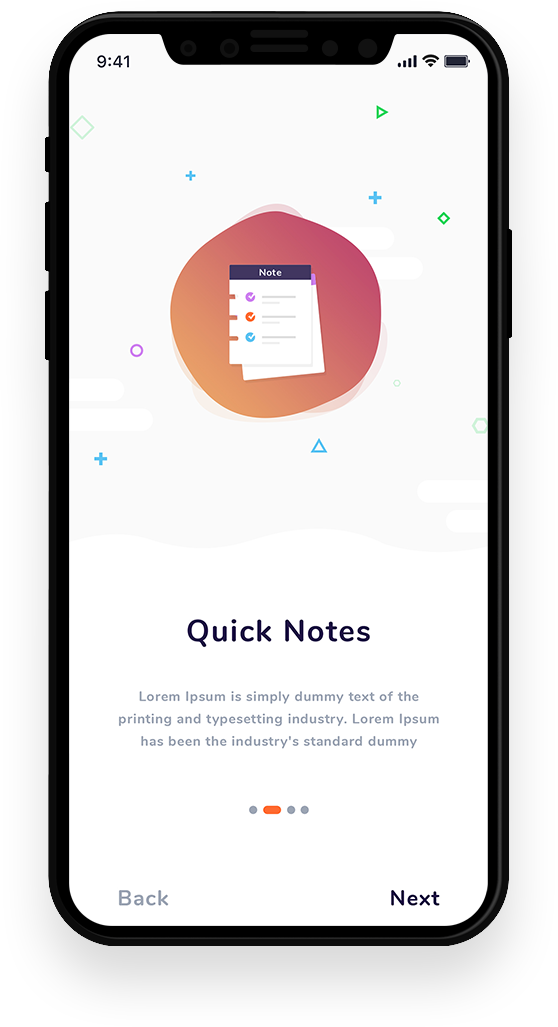 9:41
Note
Quick Notes
Lorem Ipsum is simply dummy text of the
printing and typesetting industry. Lorem Ipsum
has been the industry's standard dummy
Back
Next